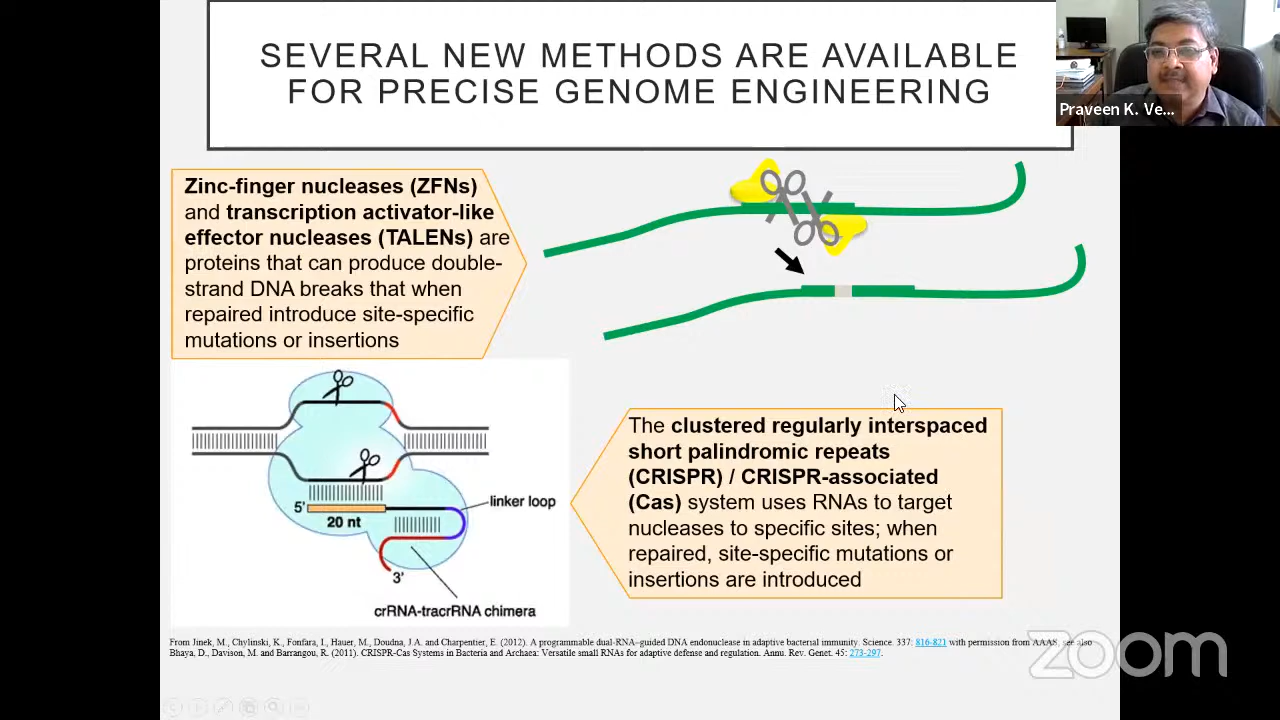 SEVERAL NEW METHODS ARE AVAILABLE
FOR PRECISE GENOME ENGINEERING
Praveen K. Ve...
Zinc-finger nucleases (ZFNs)
and transcription activator-like
effector nucleases (TALENs) are
proteins that can produce double-
strand DNA breaks that when
repaired introduce site-specific
mutations or insertions
5'
20 nt
linker loop
3'
crRNA-tracrRNA chimera
The clustered regularly interspaced
short palindromic repeats
(CRISPR) / CRISPR-associated
(Cas) system uses RNAs to target
nucleases to specific sites; when
repaired, site-specific mutations or
insertions are introduced
From Jinek, M., Chylinski, K., Fonfara, I., Hauer, M., Doudna, J.A. and Charpentier, E. (2012). A programmable dual-RNA–guided DNA endonuclease in adaptive bacterial immunity. Science. 337: 816-821 with permission from AAAS, see also
Bhaya, D., Davison, M. and Barrangou, R. (2011). CRISPR-Cas Systems in Bacteria and Archaea: Versatile small RNAs for adaptive defense and regulation. Annu. Rev. Genet. 45: 273-297.
zoom